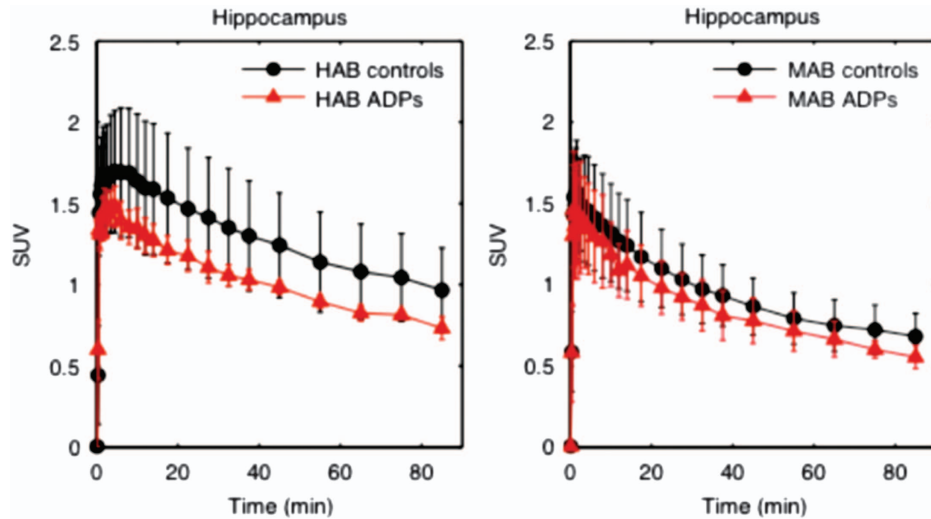 Hippocampus
2.5
2
1.5
1
0.5
0
SUV
HAB controls
HAB ADPs
0 20 40 60 80
Time (min)
Hippocampus
2.5
2
1.5
1
0.5
0
SUV
MAB controls
MAB ADPs
0 20 40 60 80
Time (min)